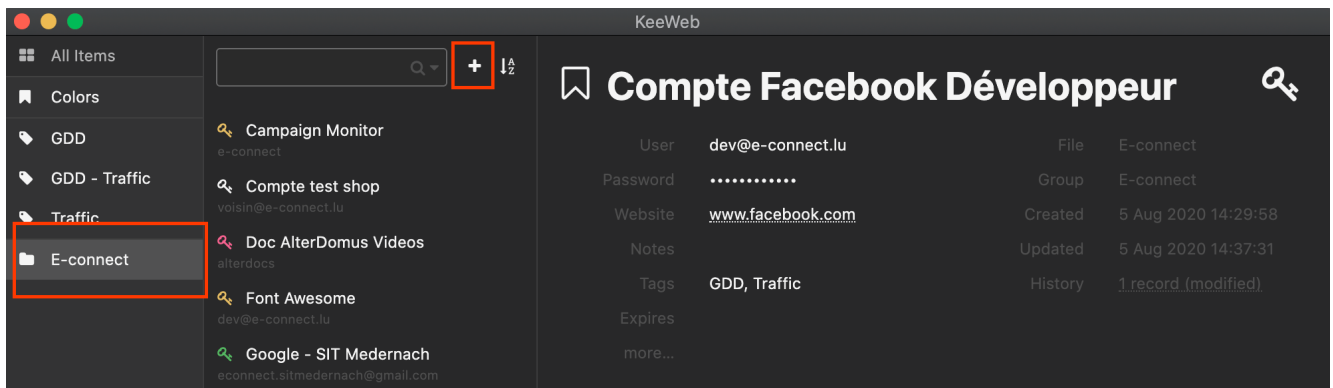 KeeWeb
All Items
Colors
GDD
GDD - Traffic
Traffic
E-connect
Campaign Monitor
e-connect
Compte test shop
voisin@e-connect.lu
Doc AlterDomus Videos
alterdocs
Font Awesome
dev@e-connect.lu
Google - SIT Medernach
econnect.sitmedernach@gmail.com
Compte Facebook Développeur
User dev@e-connect.lu
Password ••••••••••••
Website www.facebook.com
Notes
Tags GDD, Traffic
Expires
more...
File E-connect
Group E-connect
Created 5 Aug 2020 14:29:58
Updated 5 Aug 2020 14:37:31
History 1 record (modified)